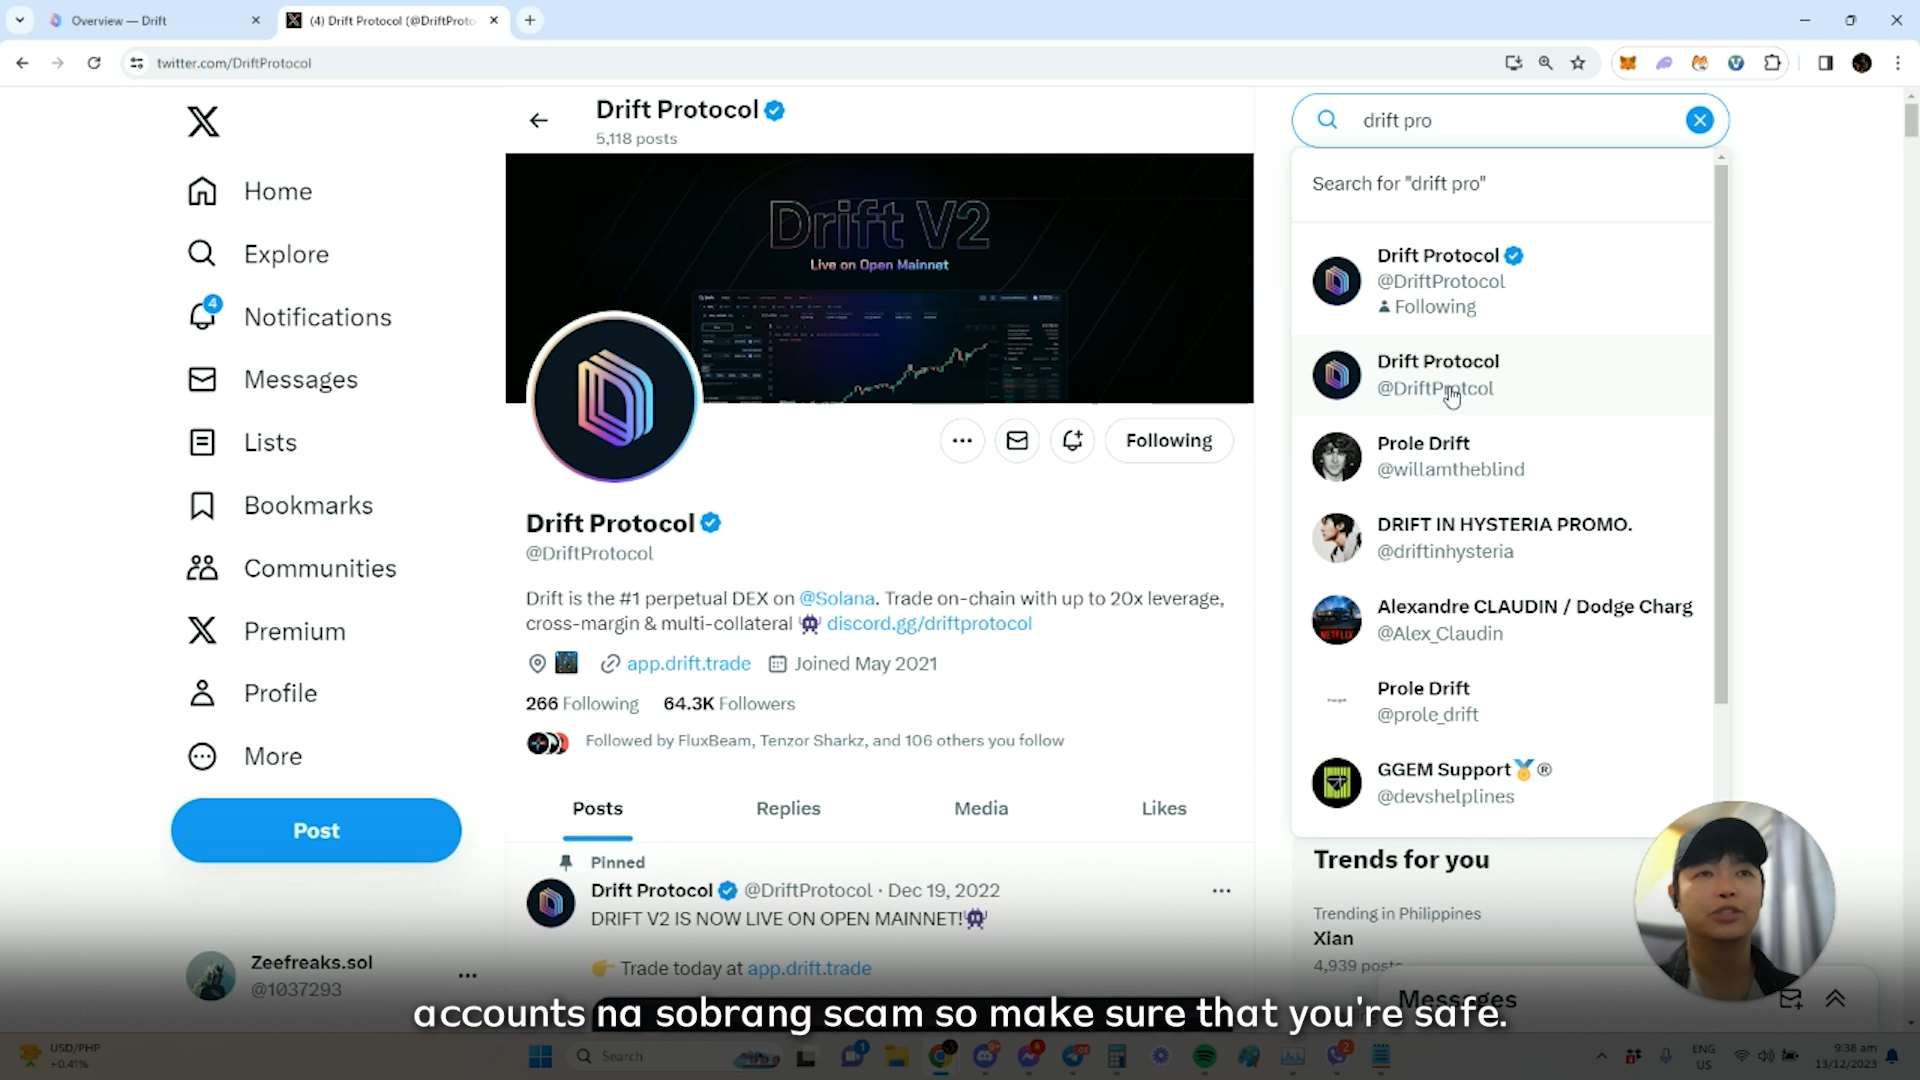 Overview — Drift
(4) Drift Protocol (@DriftProto
twitter.com/DriftProtocol
Home
Explore
4
Notifications
Messages
Lists
Bookmarks
Communities
Premium
Profile
More
Post
Zeefreaks.sol
@1037293
Drift Protocol
5,118 posts
Drift V2
Live on Open Mainnet
Following
Drift Protocol
@DriftProtocol
Drift is the #1 perpetual DEX on @Solana. Trade on-chain with up to 20x leverage,
cross-margin & multi-collateral 👾 discord.gg/driftprotocol
app.drift.trade Joined May 2021
266 Following 64.3K Followers
Followed by FluxBeam, Tenzor Sharkz, and 106 others you follow
Posts Replies Media Likes
Pinned
Drift Protocol @DriftProtocol · Dec 19, 2022
DRIFT V2 IS NOW LIVE ON OPEN MAINNET!👾
👉 Trade today at app.drift.trade
drift pro
Search for "drift pro"
Drift Protocol
@DriftProtocol
Following
Drift Protocol
@DriftProtcol
Prole Drift
@willamtheblind
DRIFT IN HYSTERIA PROMO.
@driftinhysteria
Alexandre CLAUDIN / Dodge Charg
@Alex_Claudin
NETFLIX
Prole Drift
@prole_drift
GGEM Support🏅®
@devshelplines
Trends for you
Trending in Philippines
Xian
4,939 posts
Messages
accounts na sobrang scam so make sure that you're safe.
USD/PHP
+0.41%
Search
ENG
US
9:38 am
13/12/2023